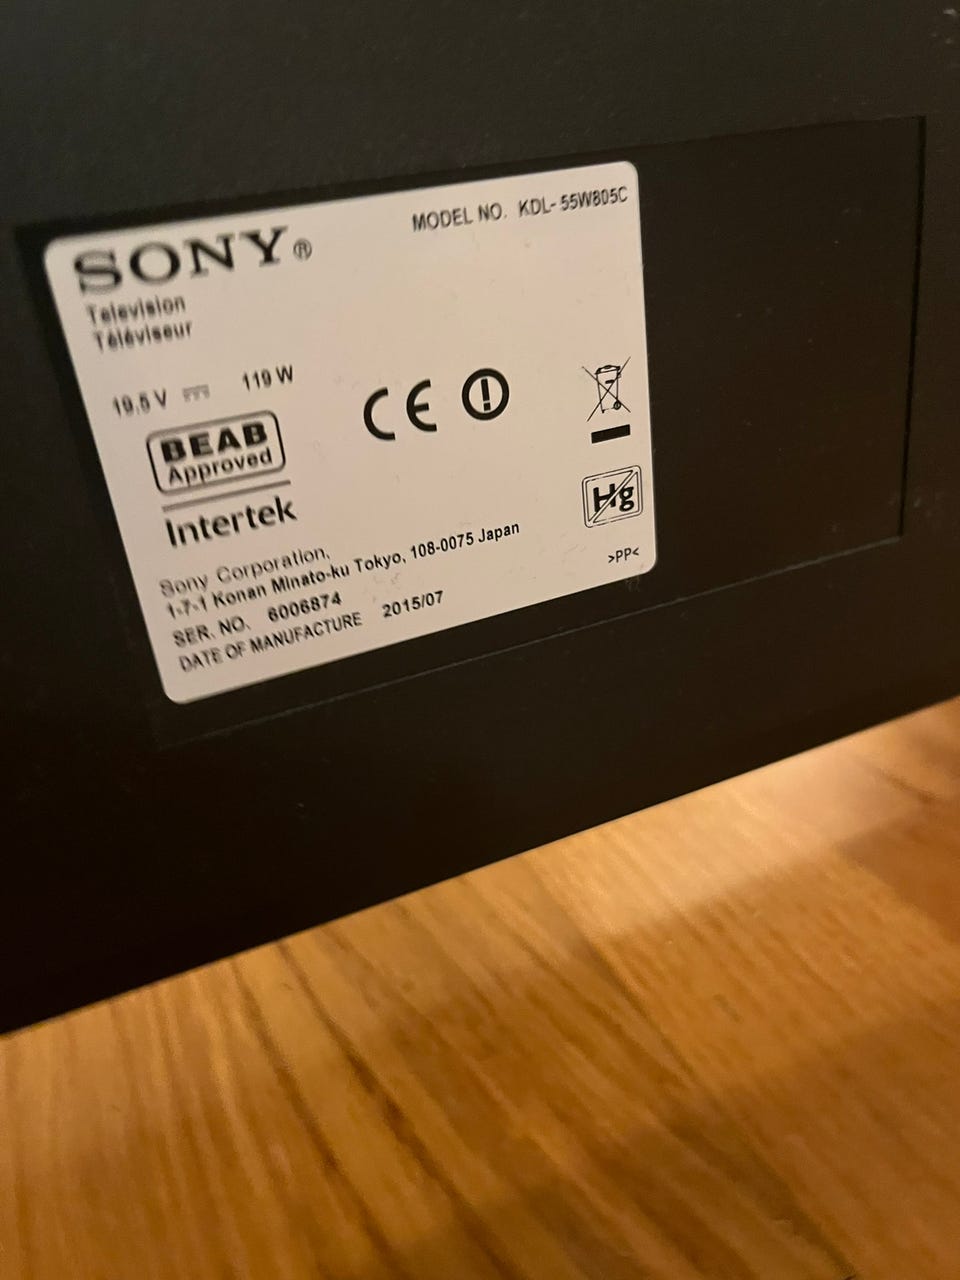 SONY®
MODEL NO. KDL-55W805C
Television
Téléviseur
19.5 V 119 W
CE
BEAB
Approved
Intertek
Hg
Sony Corporation,
1-7-1 Konan Minato-ku Tokyo, 108-0075 Japan
>PP<
SER. NO. 6006874
DATE OF MANUFACTURE 2015/07